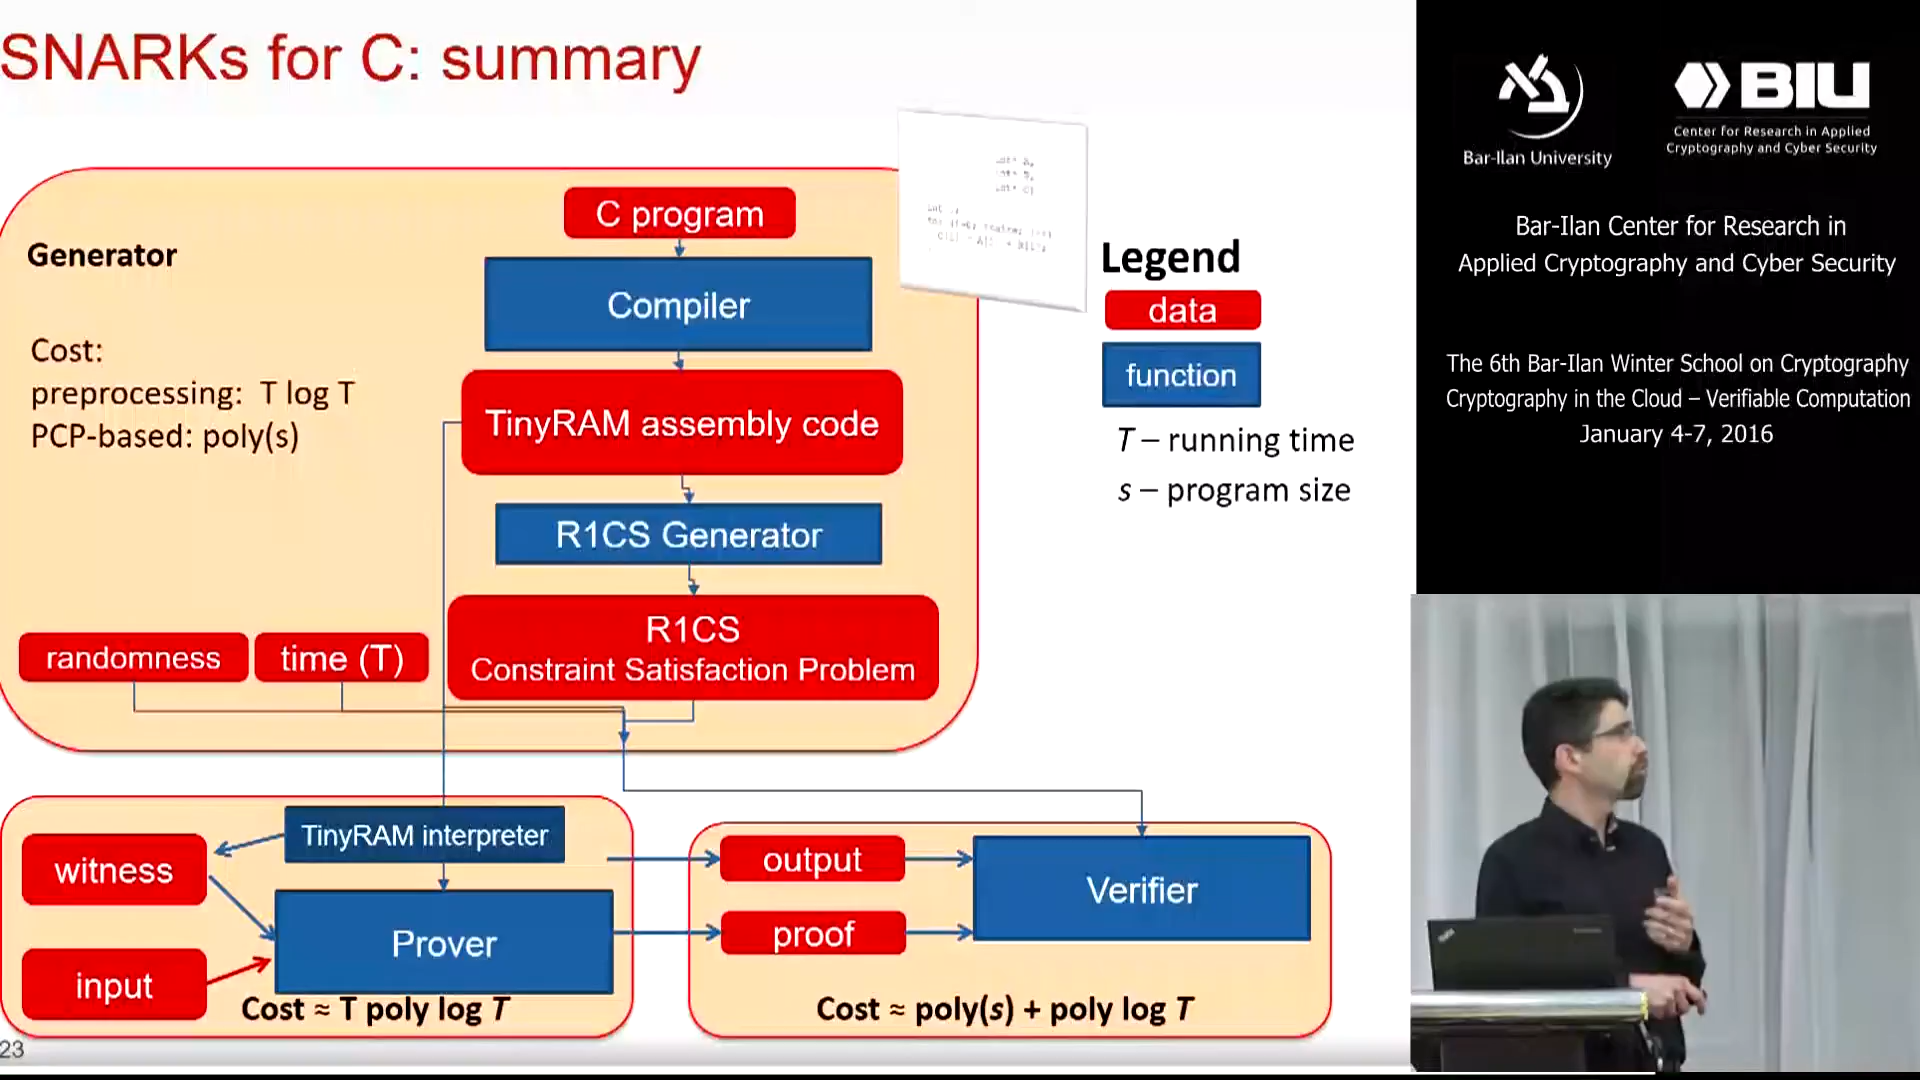 SNARKs for C: summary
Generator
Cost:
preprocessing: T log T
PCP-based: poly(s)
C program
Compiler
TinyRAM assembly code
R1CS Generator
R1CS
Constraint Satisfaction Problem
randomness
time (T)
Legend
data
function
T – running time
s – program size
TinyRAM interpreter
witness
Prover
input
Cost ≈ T poly log T
output
proof
Verifier
Cost ≈ poly(s) + poly log T
23
Bar-Ilan University
BIU
Center for Research in Applied
Cryptography and Cyber Security
Bar-Ilan Center for Research in
Applied Cryptography and Cyber Security
The 6th Bar-Ilan Winter School on Cryptography
Cryptography in the Cloud – Verifiable Computation
January 4-7, 2016